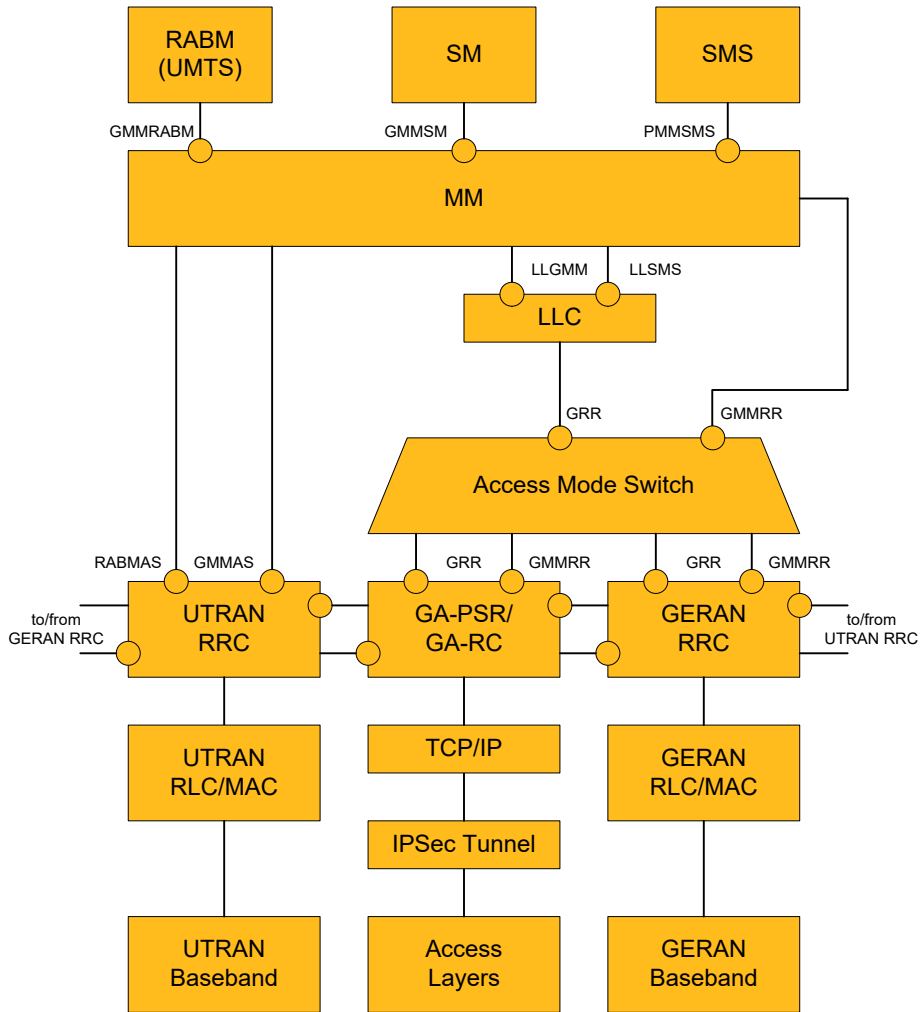 RABM
(UMTS)
SM
SMS
GMMRABM
GMMSM
PMMSMS
MM
LLGMM
LLSMS
LLC
GRR
GMMRR
Access Mode Switch
RABMAS
GMMAS
GRR
GMMRR
GRR
GMMRR
to/from
GERAN RRC
UTRAN
RRC
GA-PSR/
GA-RC
GERAN
RRC
to/from
UTRAN RRC
UTRAN
RLC/MAC
TCP/IP
GERAN
RLC/MAC
IPSec Tunnel
UTRAN
Baseband
Access
Layers
GERAN
Baseband